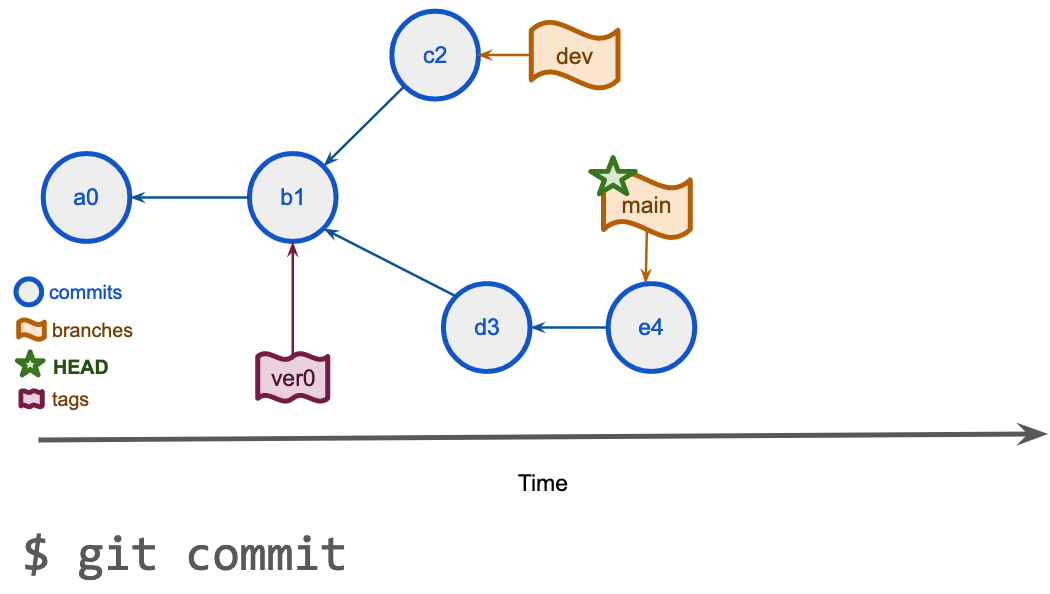 c2
dev
a0
b1
main
d3
e4
ver0
commits
branches
HEAD
tags
Time
$ git commit